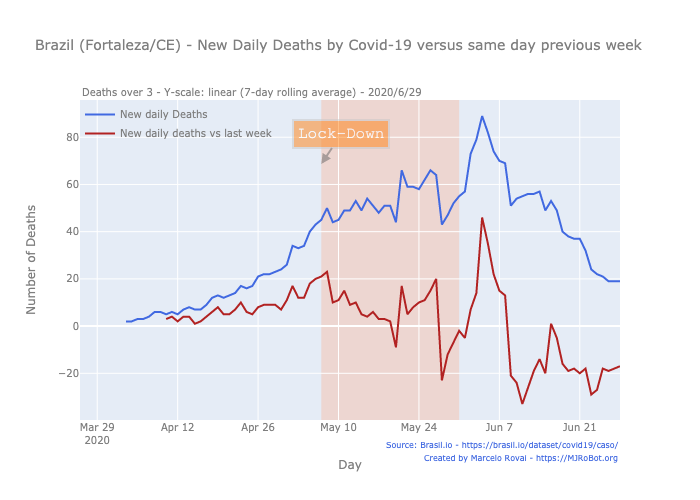 Brazil (Fortaleza/CE) - New Daily Deaths by Covid-19 versus same day previous week
Deaths over 3 - Y-scale: linear (7-day rolling average) - 2020/6/29
New daily Deaths
New daily deaths vs last week
Lock-Down
Number of Deaths
80
60
40
20
0
−20
Mar 29
2020
Apr 12
Apr 26
May 10
May 24
Jun 7
Jun 21
Source: Brasil.io - https://brasil.io/dataset/covid19/caso/
Created by Marcelo Rovai - https://MJRoBot.org
Day